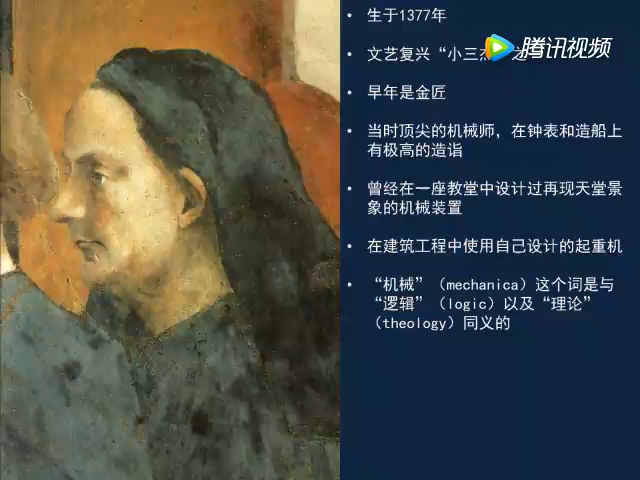 • 生于1377年
腾讯视频
• 文艺复兴“小三杰”之
• 早年是金匠
• 当时顶尖的机械师，在钟表和造船上
有极高的造诣
• 曾经在一座教堂中设计过再现天堂景
象的机械装置
• 在建筑工程中使用自己设计的起重机
• “机械”（mechanica）这个词是与
“逻辑”（logic）以及“理论”
（theology）同义的